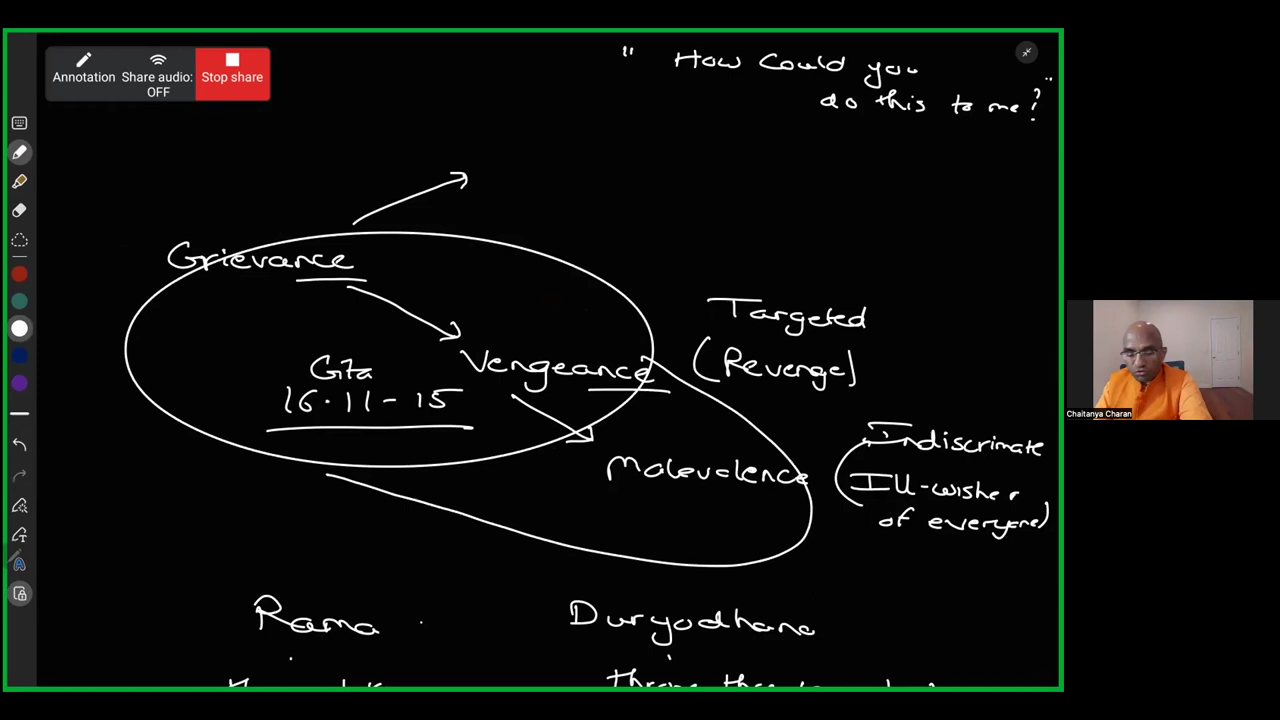 Annotation
Share audio:
OFF
Stop share
" How could you
do this to me? "
Grievance
Targeted
Vengeance
(Revenge)
Gita
16.11-15
Indiscrimate
Malevolence
(Ill-wisher
of everyone)
Chaitanya Charan
Rama
Duryodhana